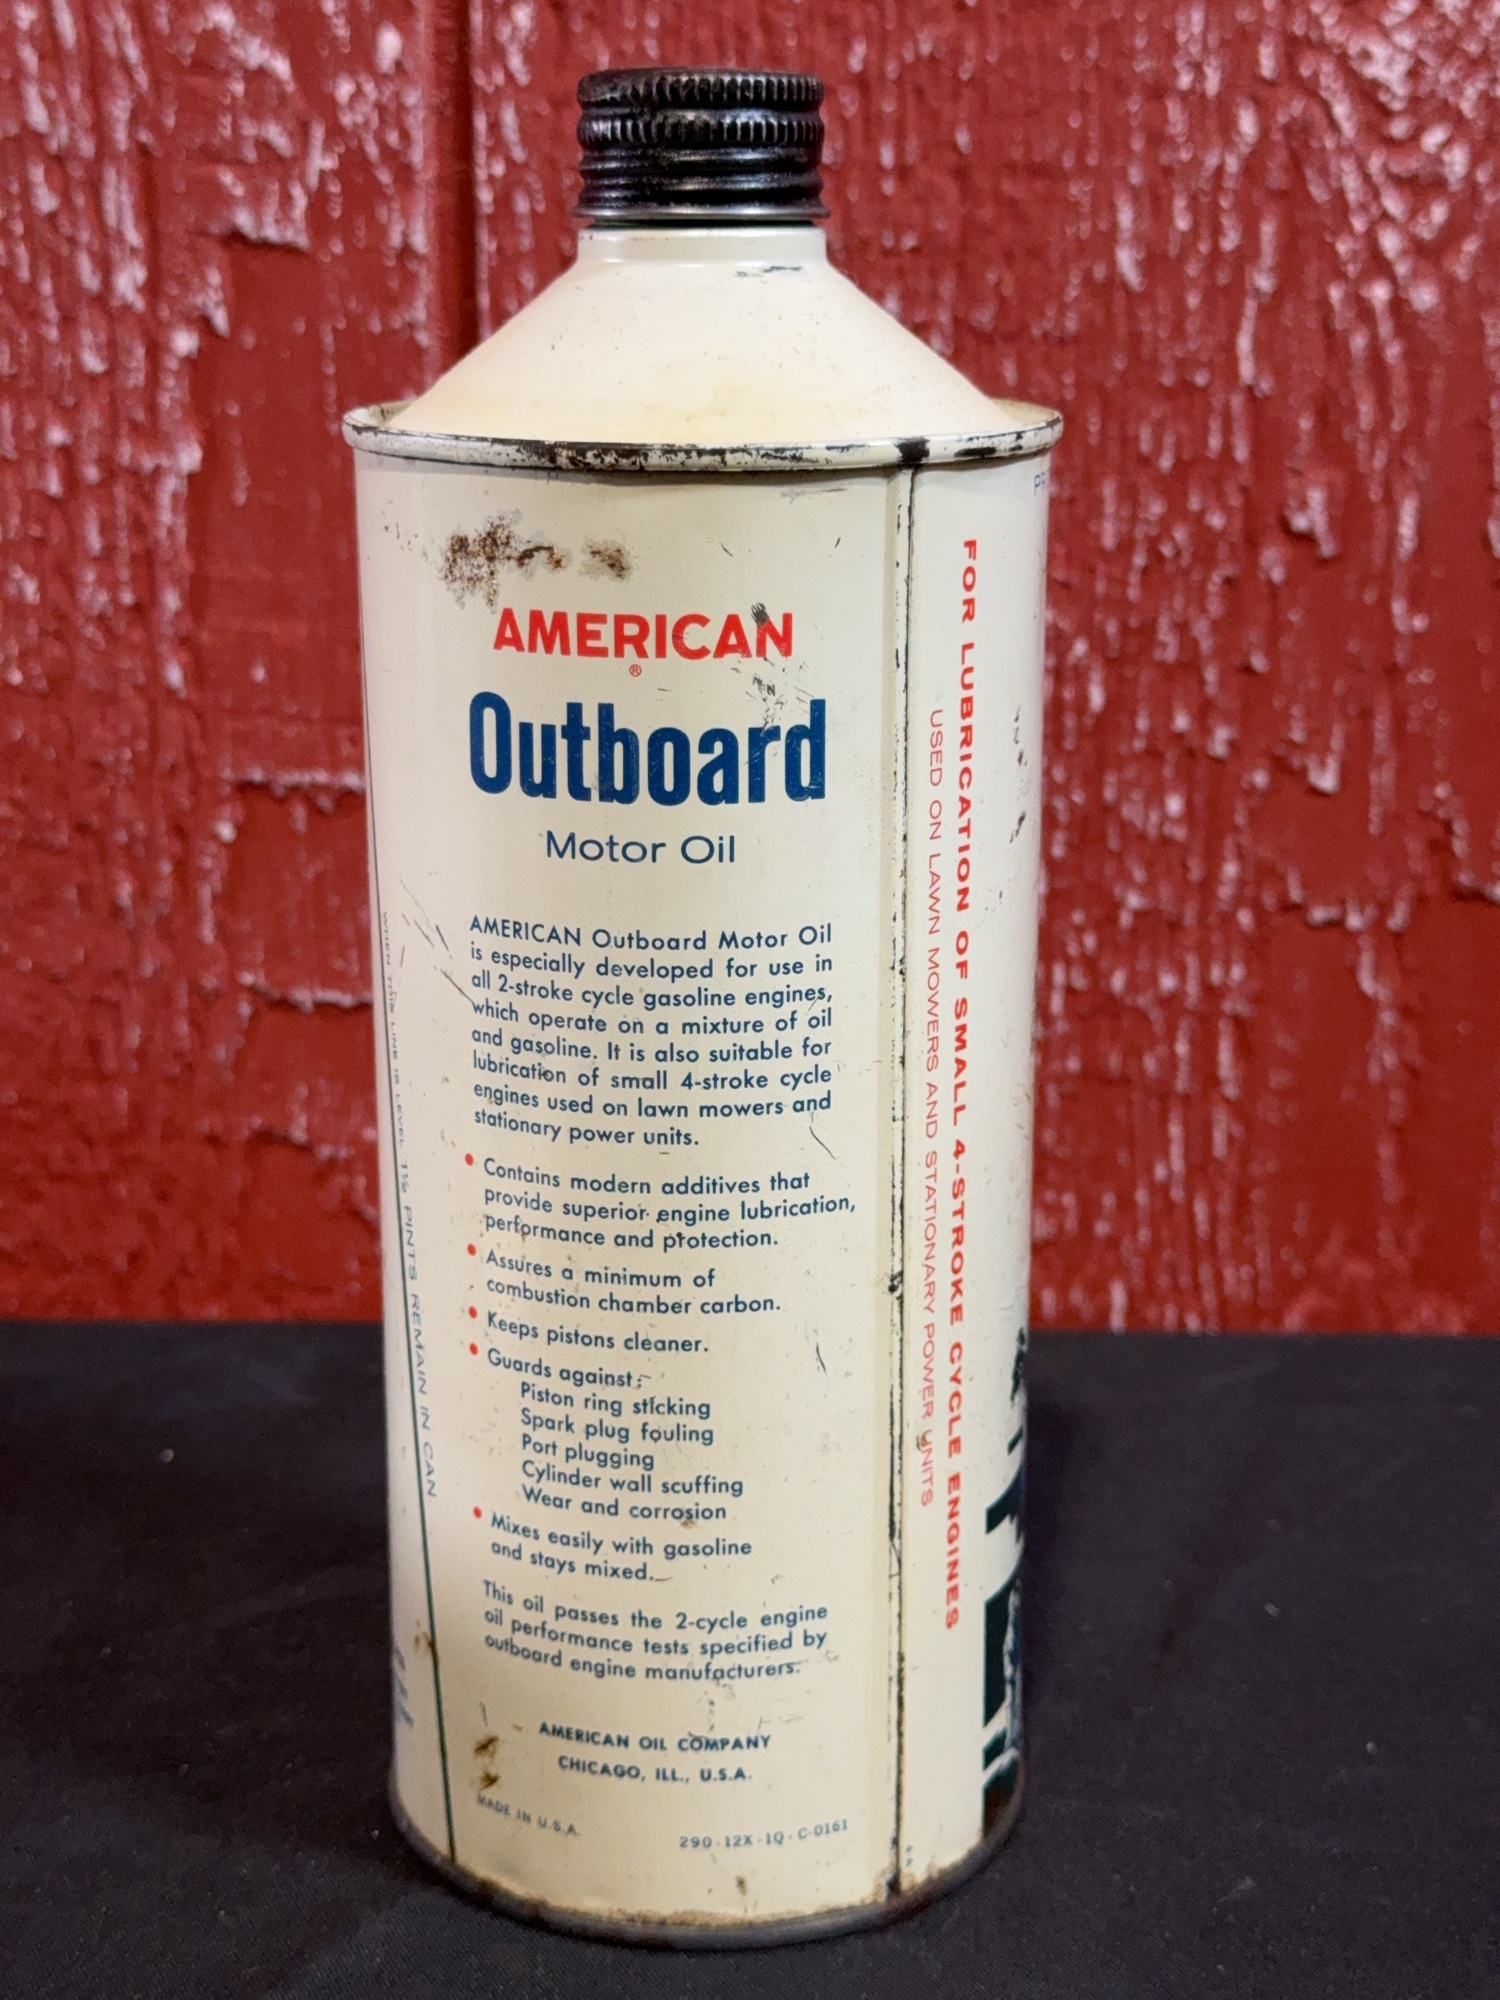 AMERICAN
®
Outboard
Motor Oil
AMERICAN Outboard Motor Oil
is especially developed for use in
all 2-stroke cycle gasoline engines,
which operate on a mixture of oil
and gasoline. It is also suitable for
lubrication of small 4-stroke cycle
engines used on lawn mowers and
stationary power units.
• Contains modern additives that
provide superior engine lubrication,
performance and protection.
• Assures a minimum of
combustion chamber carbon.
• Keeps pistons cleaner.
• Guards against:
Piston ring sticking
Spark plug fouling
Port plugging
Cylinder wall scuffing
Wear and corrosion
• Mixes easily with gasoline
and stays mixed.
This oil passes the 2-cycle engine
oil performance tests specified by
outboard engine manufacturers.
AMERICAN OIL COMPANY
CHICAGO, ILL., U.S.A.
MADE IN U.S.A.
290-12X-1Q-C-0161
WHEN THIS LINE IS LEVEL 1½ PINTS REMAIN IN CAN
FOR LUBRICATION OF SMALL 4-STROKE CYCLE ENGINES
USED ON LAWN MOWERS AND STATIONARY POWER UNITS